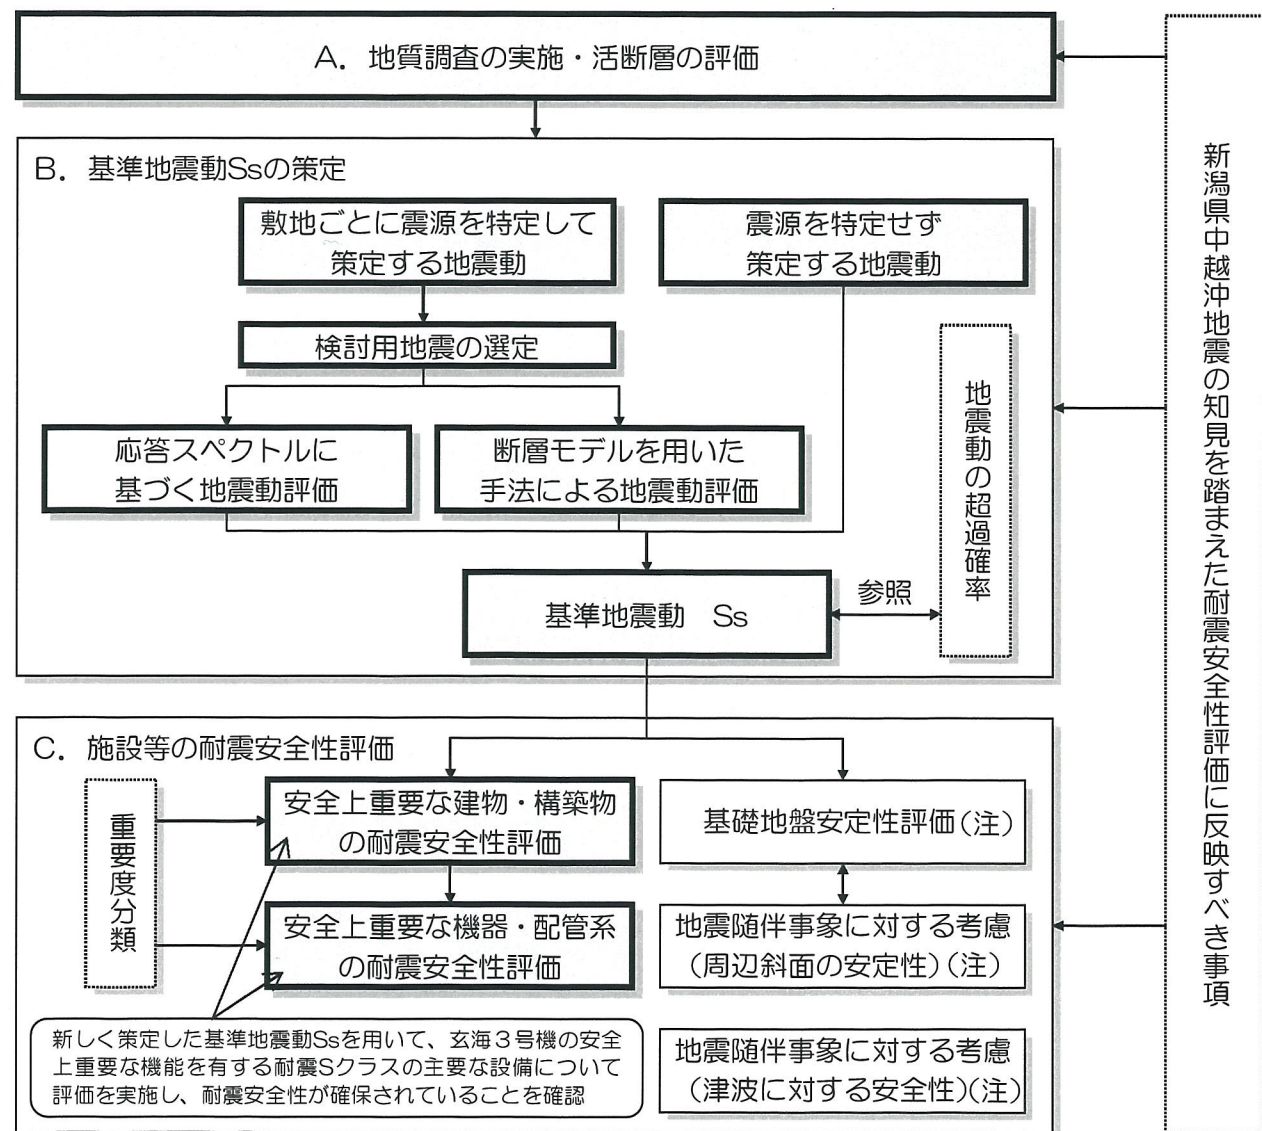 A．地質調査の実施・活断層の評価
B．基準地震動Ssの策定
敷地ごとに震源を特定して
策定する地震動
震源を特定せず
策定する地震動
検討用地震の選定
応答スペクトルに
基づく地震動評価
断層モデルを用いた
手法による地震動評価
地震動の超過確率
基準地震動　Ss
参照
C．施設等の耐震安全性評価
重要度分類
安全上重要な建物・構築物
の耐震安全性評価
安全上重要な機器・配管系
の耐震安全性評価
基礎地盤安定性評価（注）
地震随伴事象に対する考慮
（周辺斜面の安定性）（注）
地震随伴事象に対する考慮
（津波に対する安全性）（注）
新しく策定した基準地震動Ssを用いて、玄海３号機の安全
上重要な機能を有する耐震Sクラスの主要な設備について
評価を実施し、耐震安全性が確保されていることを確認
新潟県中越沖地震の知見を踏まえた耐震安全性評価に反映すべき事項